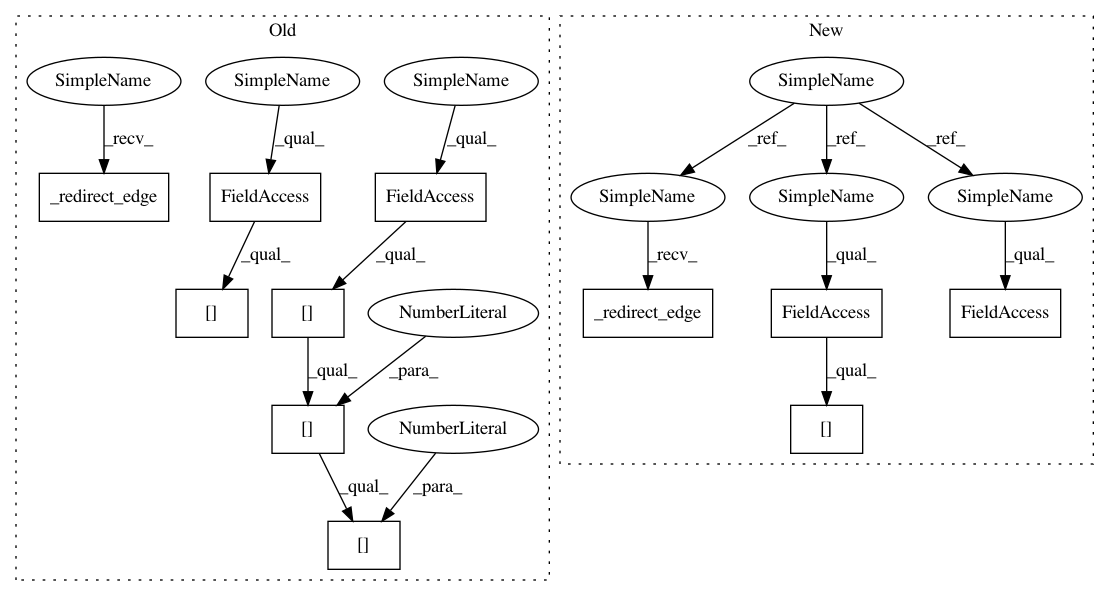 Old
New
SimpleName
SimpleName
SimpleName
SimpleName
_recv_
_qual_
_qual_
_ref_
_ref_
_ref_
_redirect_edge
FieldAccess
FieldAccess
SimpleName
SimpleName
SimpleName
_qual_
_qual_
_recv_
_qual_
_qual_
[]
[]
NumberLiteral
_redirect_edge
FieldAccess
FieldAccess
_qual_
_para_
_qual_
[]
NumberLiteral
[]
_qual_
_para_
[]